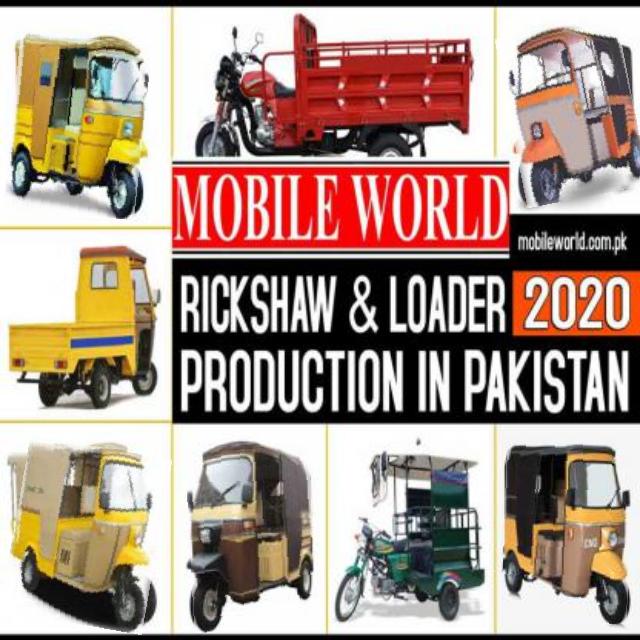 MOBILE WORLD
mobileworld.com.pk
RICKSHAW & LOADER 2020
PRODUCTION IN PAKISTAN